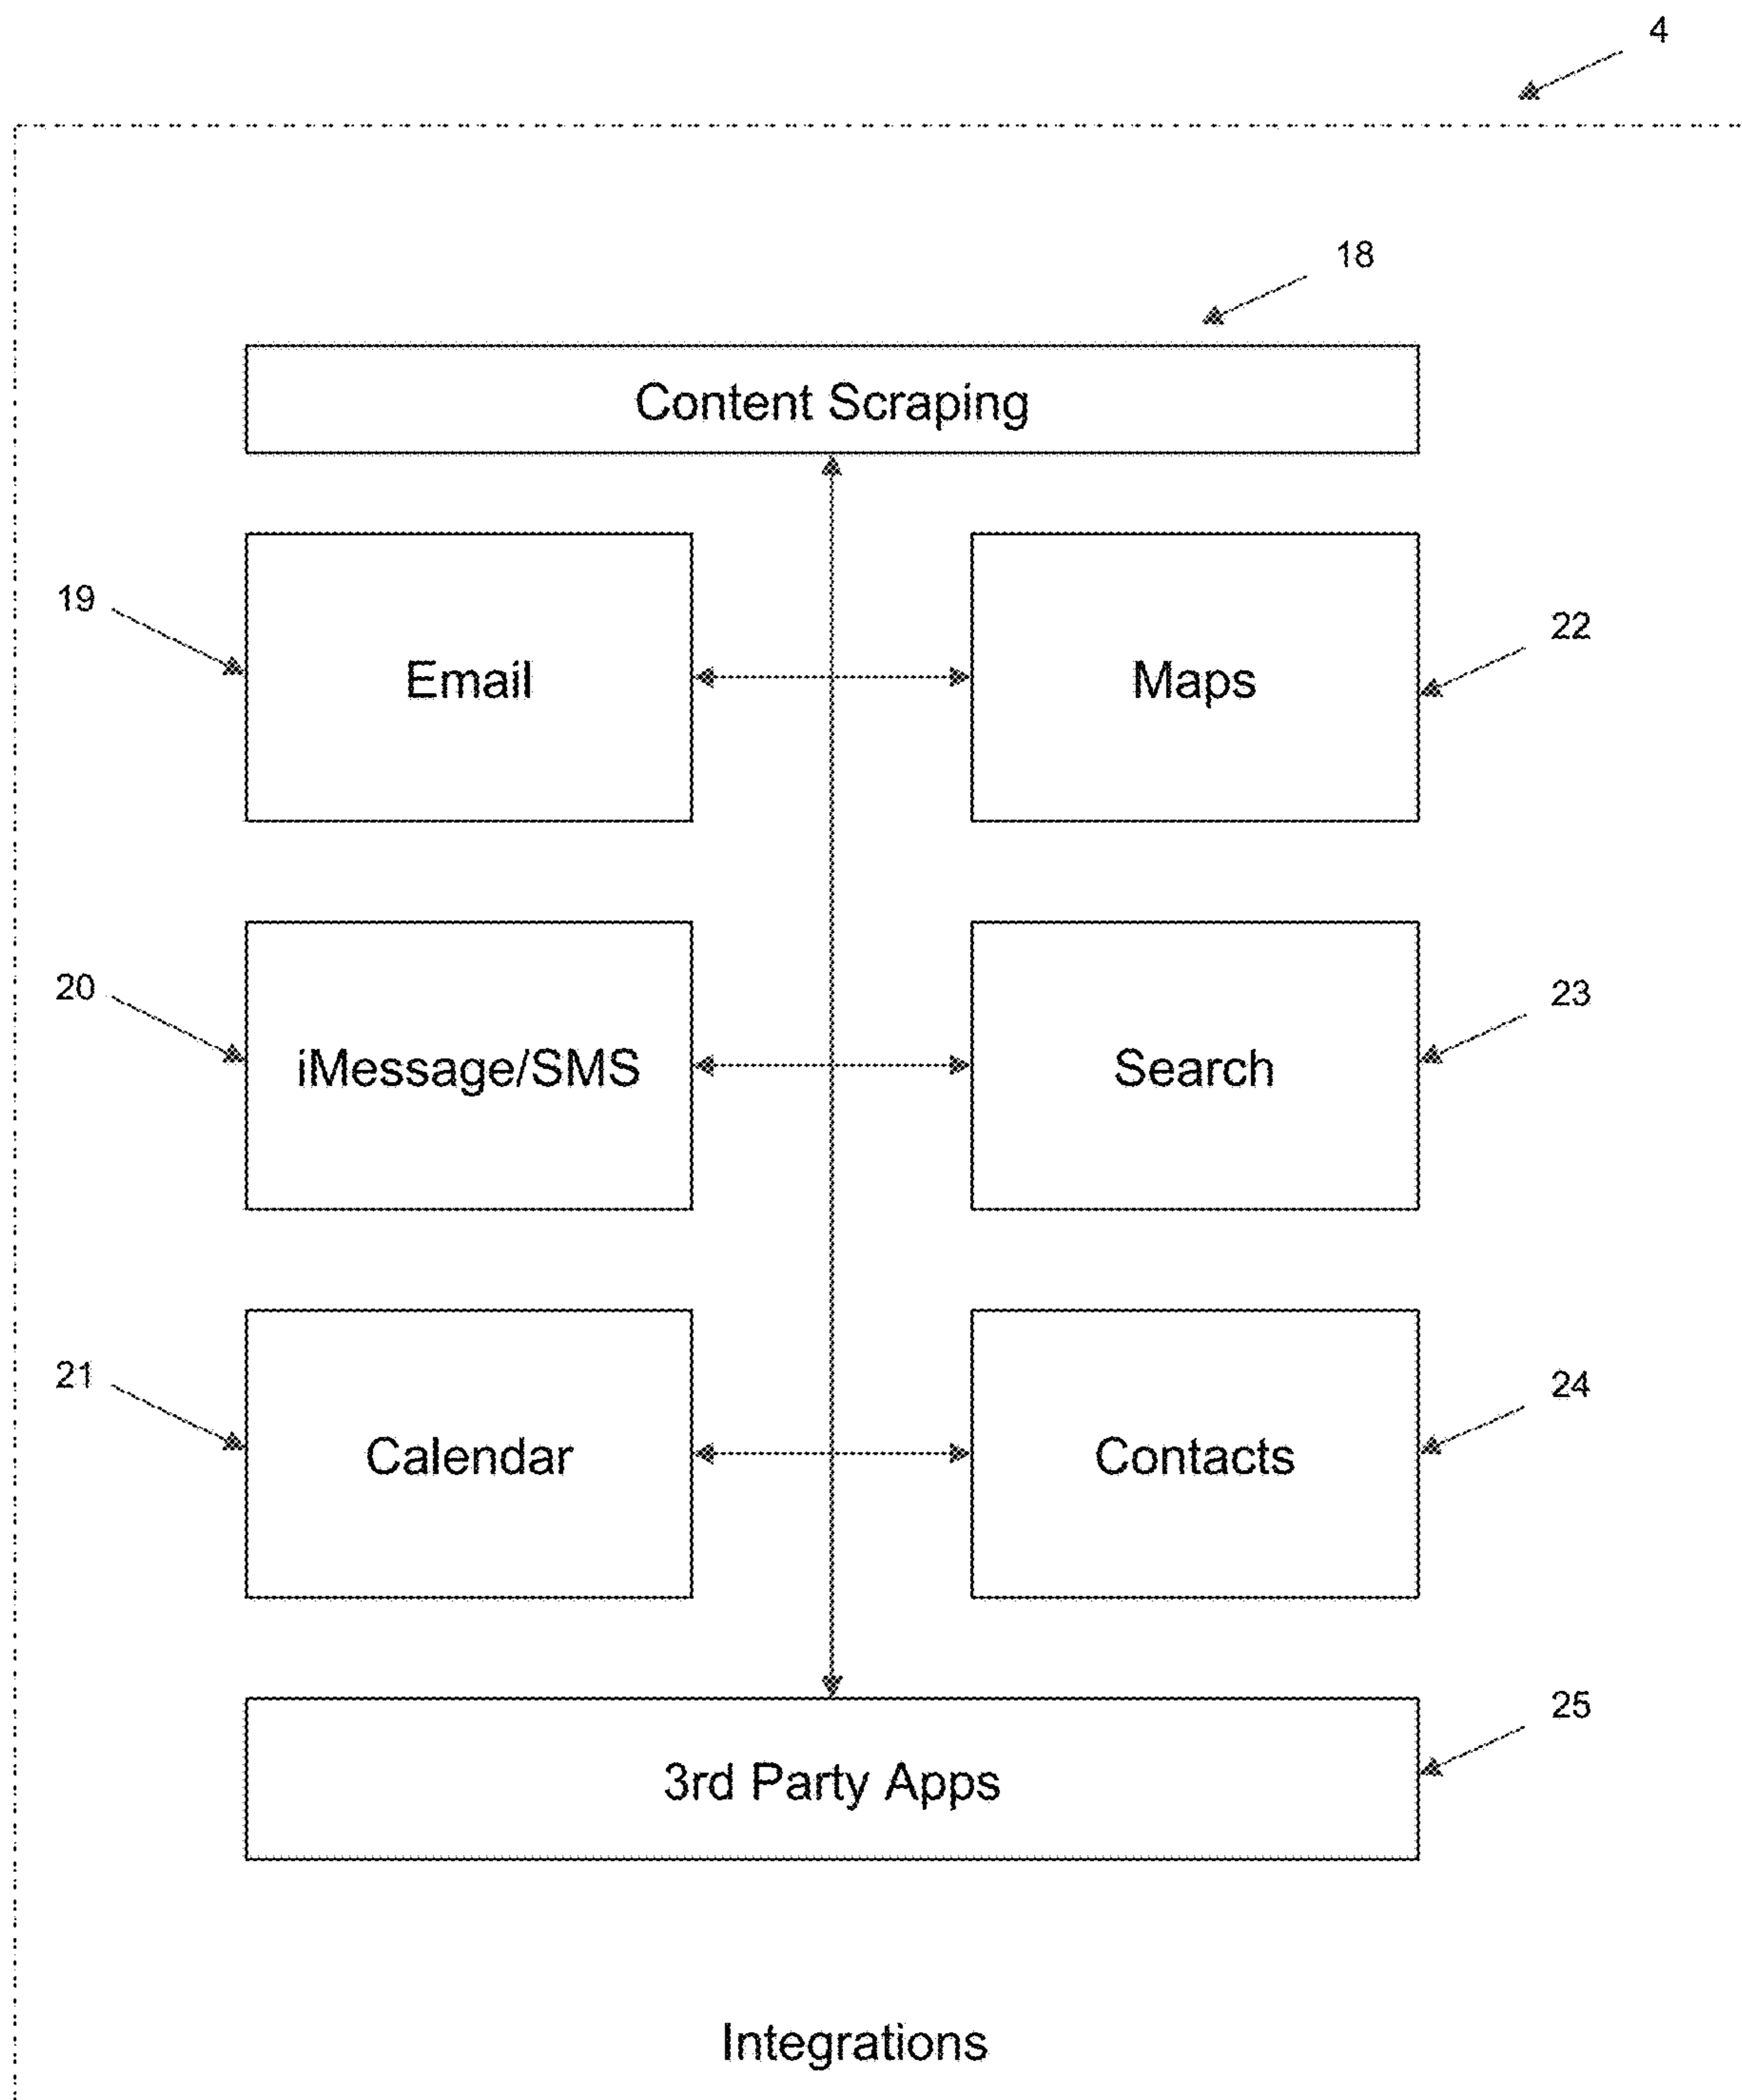 4
18
Content Scraping
19
Email
Maps
22
20
iMessage/SMS
Search
23
21
Calendar
Contacts
24
3rd Party Apps
25
Integrations